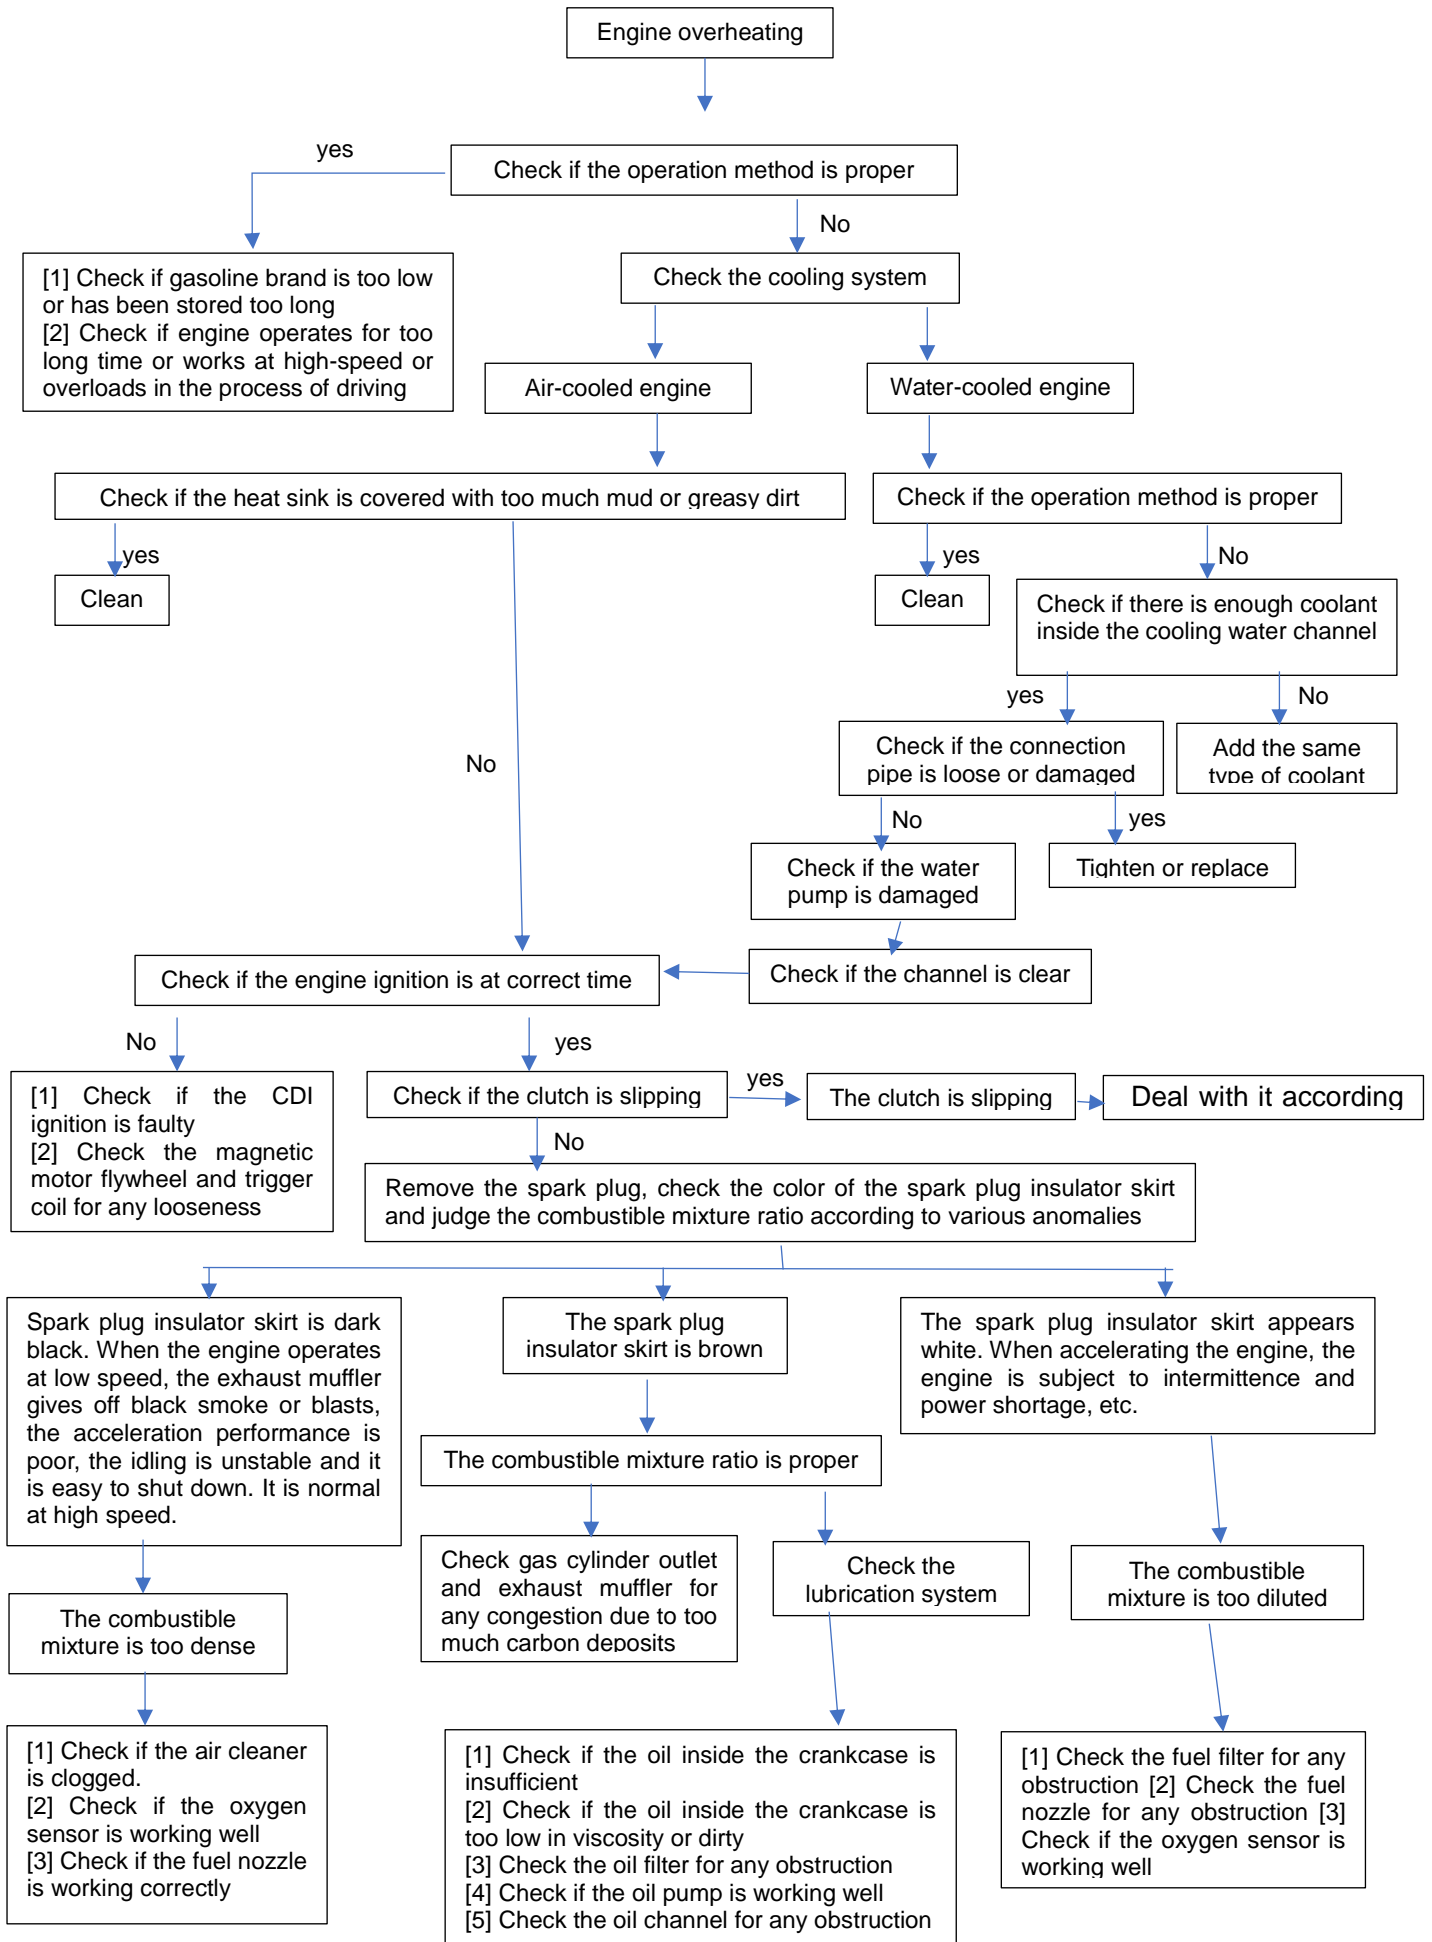 Engine overheating
yes
Check if the operation method is proper
No
[1] Check if gasoline brand is too low
or has been stored too long
[2] Check if engine operates for too
long time or works at high-speed or
overloads in the process of driving
Check the cooling system
Air-cooled engine
Water-cooled engine
Check if the heat sink is covered with too much mud or greasy dirt
Check if the operation method is proper
yes
Clean
yes
Clean
No
Check if there is enough coolant
inside the cooling water channel
yes
No
No
Check if the connection
pipe is loose or damaged
Add the same
type of coolant
No
yes
Check if the water
pump is damaged
Tighten or replace
Check if the engine ignition is at correct time
Check if the channel is clear
No
yes
[1] Check if the CDI
ignition is faulty
[2] Check the magnetic
motor flywheel and trigger
coil for any looseness
Check if the clutch is slipping
yes
The clutch is slipping
Deal with it according
No
Remove the spark plug, check the color of the spark plug insulator skirt
and judge the combustible mixture ratio according to various anomalies
Spark plug insulator skirt is dark
black. When the engine operates
at low speed, the exhaust muffler
gives off black smoke or blasts,
the acceleration performance is
poor, the idling is unstable and it
is easy to shut down. It is normal
at high speed.
The spark plug
insulator skirt is brown
The spark plug insulator skirt appears
white. When accelerating the engine, the
engine is subject to intermittence and
power shortage, etc.
The combustible mixture ratio is proper
Check gas cylinder outlet
and exhaust muffler for
any congestion due to too
much carbon deposits
Check the
lubrication system
The combustible
mixture is too diluted
The combustible
mixture is too dense
[1] Check if the air cleaner
is clogged.
[2] Check if the oxygen
sensor is working well
[3] Check if the fuel nozzle
is working correctly
[1] Check if the oil inside the crankcase is
insufficient
[2] Check if the oil inside the crankcase is
too low in viscosity or dirty
[3] Check the oil filter for any obstruction
[4] Check if the oil pump is working well
[5] Check the oil channel for any obstruction
[1] Check the fuel filter for any
obstruction [2] Check the fuel
nozzle for any obstruction [3]
Check if the oxygen sensor is
working well